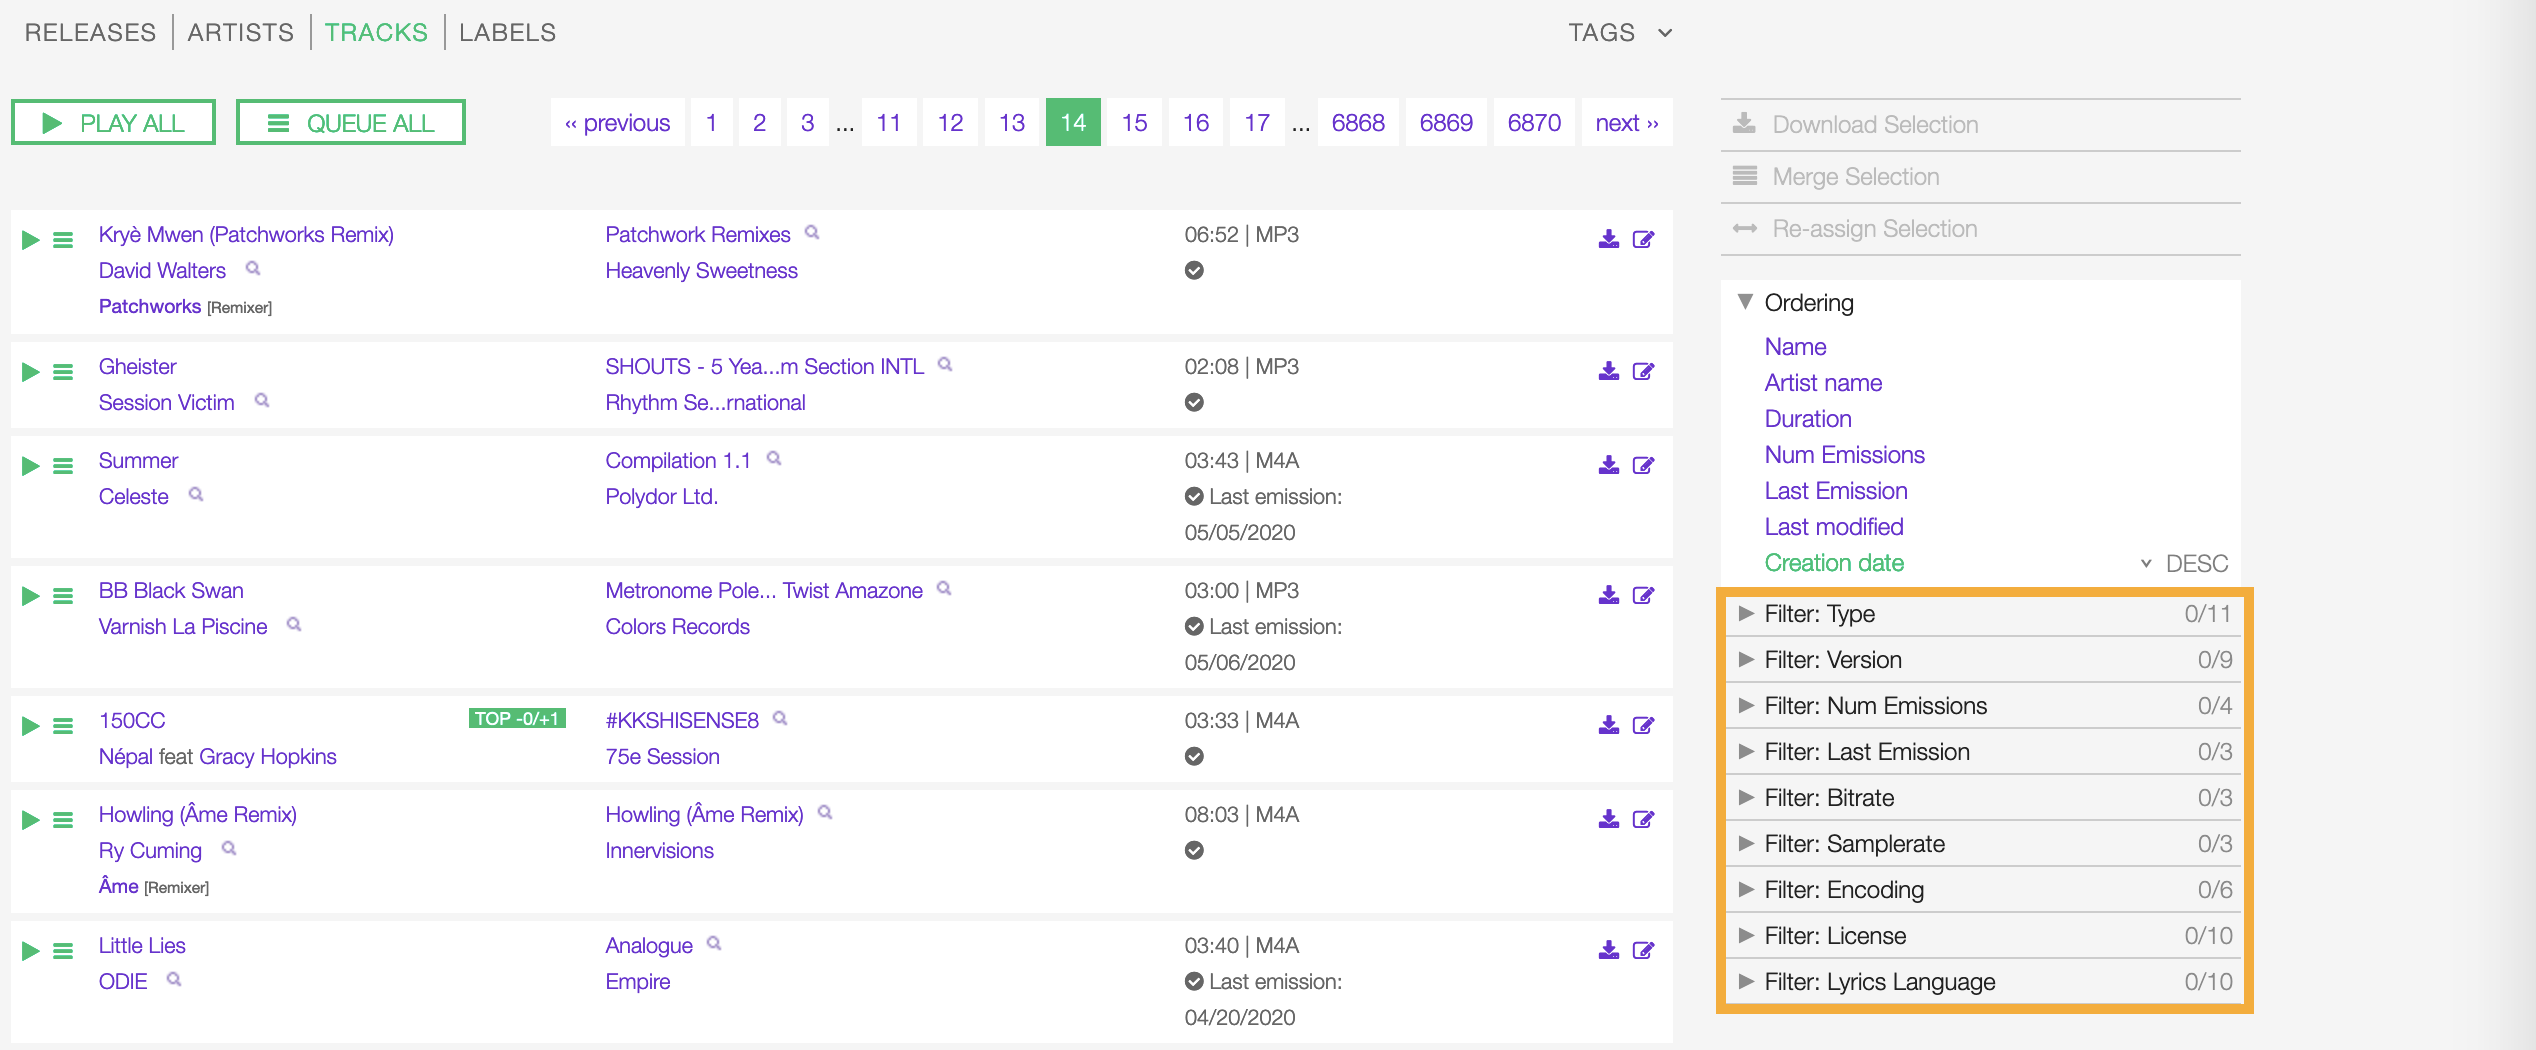 RELEASES | ARTISTS | TRACKS | LABELS
TAGS
PLAY ALL
QUEUE ALL
‹‹ previous 1 2 3 ... 11 12 13 14 15 16 17 ... 6868 6869 6870 next ››
Kryè Mwen (Patchworks Remix)
David Walters
Patchworks [Remixer]
Patchwork Remixes
Heavenly Sweetness
06:52 | MP3
Gheister
Session Victim
SHOUTS - 5 Yea...m Section INTL
Rhythm Se...rnational
02:08 | MP3
Summer
Celeste
Compilation 1.1
Polydor Ltd.
03:43 | M4A
Last emission:
05/05/2020
BB Black Swan
Varnish La Piscine
Metronome Pole... Twist Amazone
Colors Records
03:00 | MP3
Last emission:
05/06/2020
150CC
TOP -0/+1
Népal feat Gracy Hopkins
#KKSHISENSE8
75e Session
03:33 | M4A
Howling (Âme Remix)
Ry Cuming
Âme [Remixer]
Howling (Âme Remix)
Innervisions
08:03 | M4A
Little Lies
ODIE
Analogue
Empire
03:40 | M4A
Last emission:
04/20/2020
Download Selection
Merge Selection
Re-assign Selection
Ordering
Name
Artist name
Duration
Num Emissions
Last Emission
Last modified
Creation date DESC
Filter: Type 0/11
Filter: Version 0/9
Filter: Num Emissions 0/4
Filter: Last Emission 0/3
Filter: Bitrate 0/3
Filter: Samplerate 0/3
Filter: Encoding 0/6
Filter: License 0/10
Filter: Lyrics Language 0/10